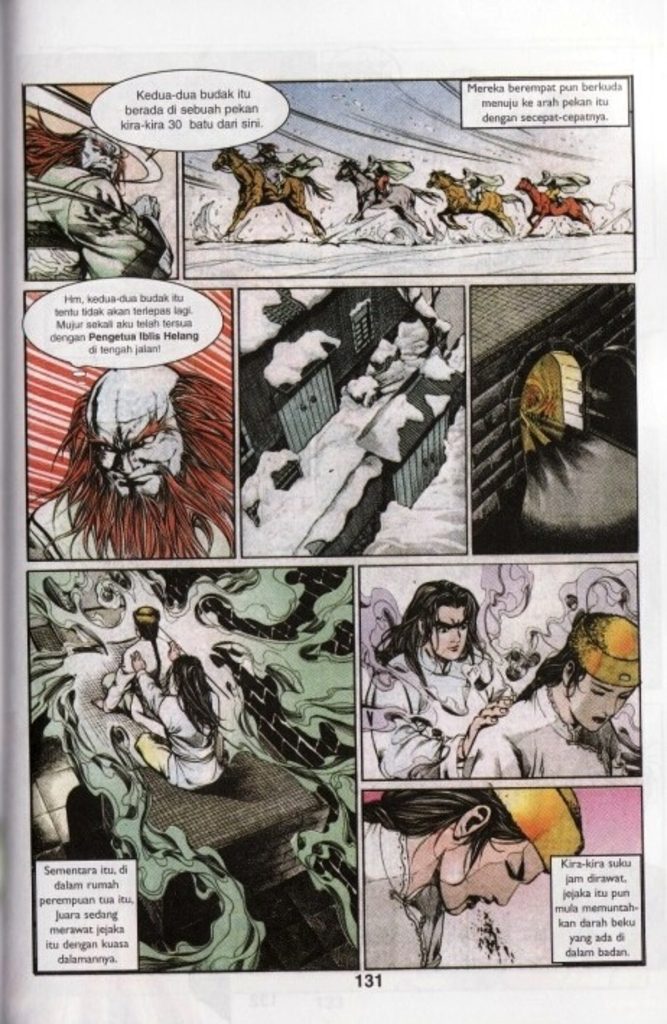 Kedua-dua budak itu
berada di sebuah pekan
kira-kira 30 batu dari sini.
Mereka berempat pun berkuda
menuju ke arah pekan itu
dengan secepat-cepatnya.
Hm, kedua-dua budak itu
tentu tidak akan terlepas lagi.
Mujur sekali aku telah tersua
dengan Pengetua Iblis Helang
di tengah jalan!
Sementara itu, di
dalam rumah
perempuan tua itu,
Juara sedang
merawat jejaka
itu dengan kuasa
dalamannya.
Kira-kira suku
jam dirawat,
jejaka itu pun
mula memuntah-
kan darah beku
yang ada di
dalam badan.
131